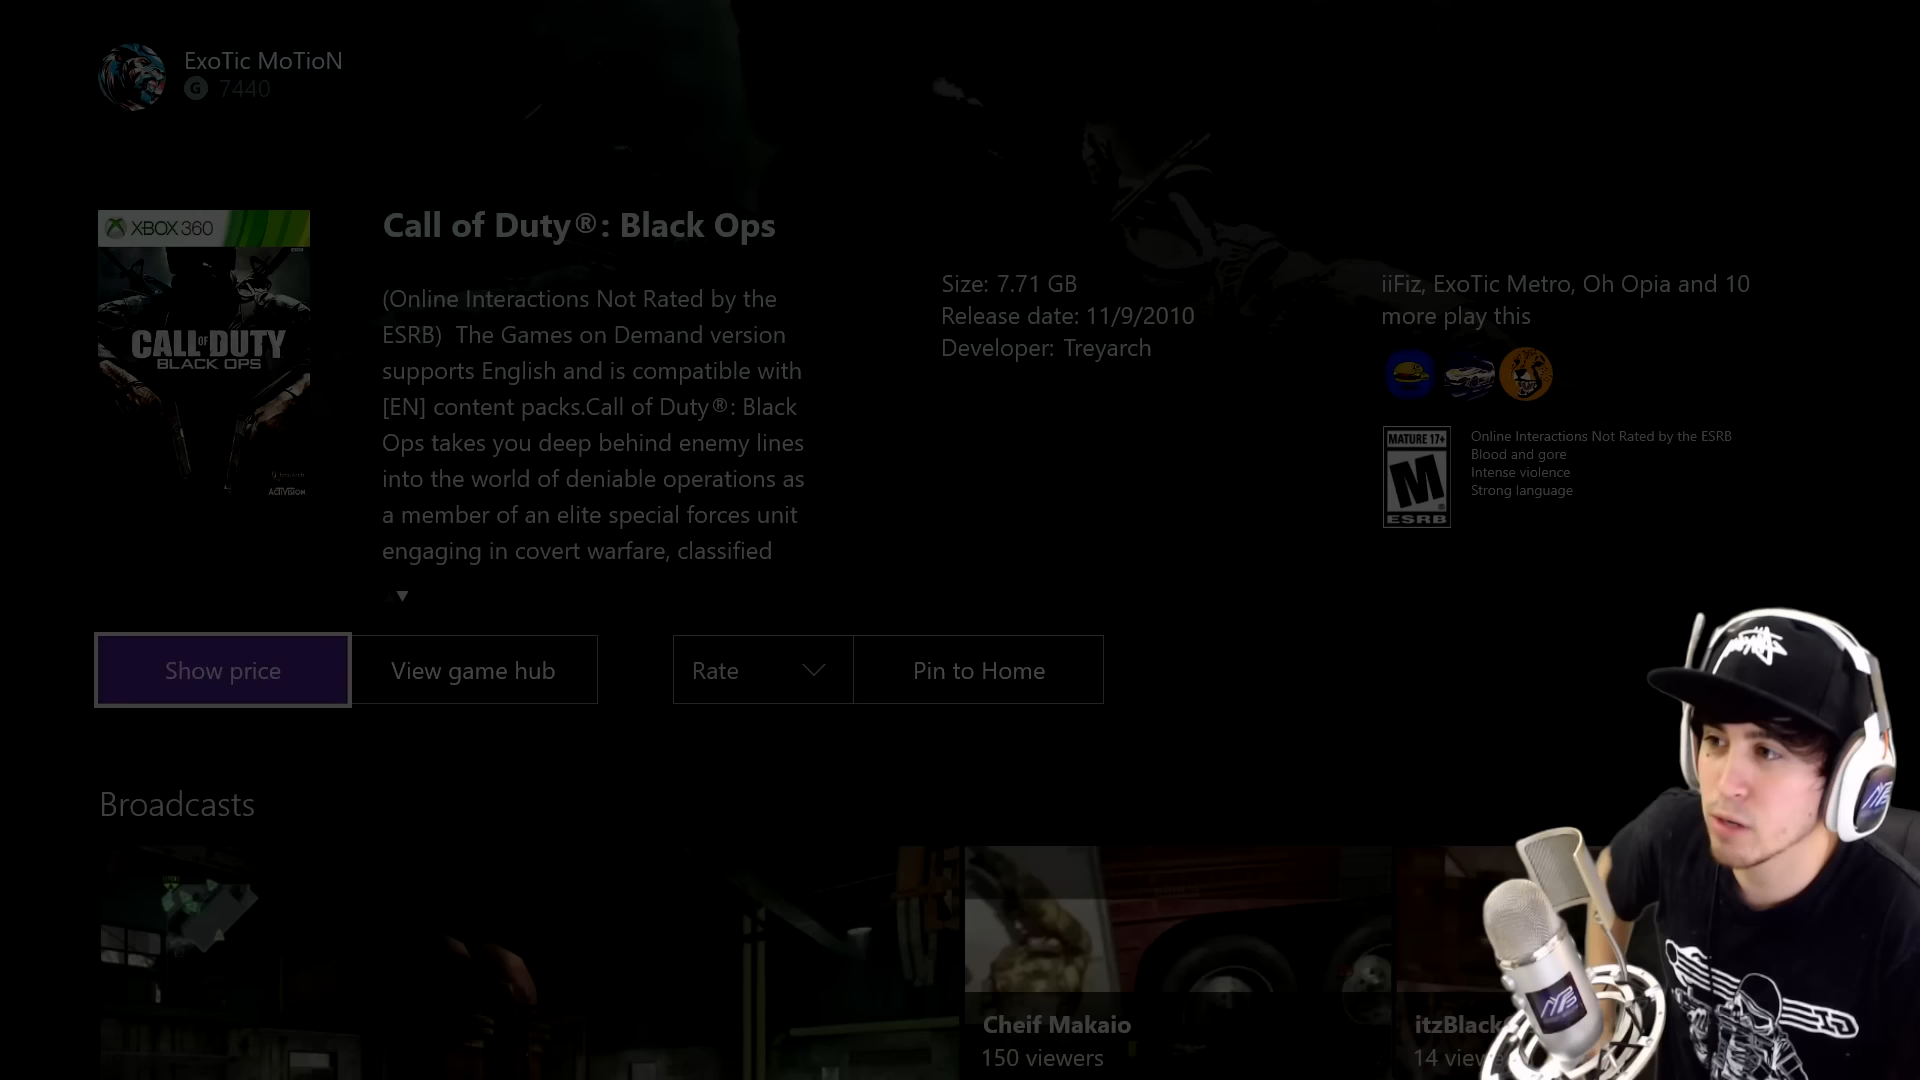 ExoTic MoTioN
G 7440
XBOX 360
CALL OF DUTY
BLACK OPS
ACTIVISION
Call of Duty®: Black Ops
(Online Interactions Not Rated by the
ESRB)  The Games on Demand version
supports English and is compatible with
[EN] content packs.Call of Duty®: Black
Ops takes you deep behind enemy lines
into the world of deniable operations as
a member of an elite special forces unit
engaging in covert warfare, classified
Size: 7.71 GB
Release date: 11/9/2010
Developer: Treyarch
iiFiz, ExoTic Metro, Oh Opia and 10
more play this
MATURE 17+
M
ESRB
Online Interactions Not Rated by the ESRB
Blood and gore
Intense violence
Strong language
Show price
View game hub
Rate
Pin to Home
Broadcasts
Cheif Makaio
150 viewers
itzBlack
14 view